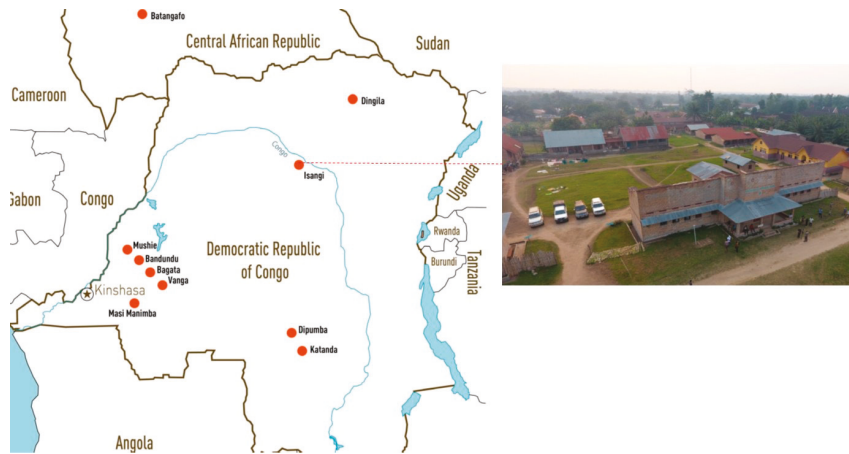 Batangafo
Central African Republic
Sudan
Cameroon
Dingila
Congo
Isangi
Uganda
Gabon
Congo
Rwanda
Mushie
Democratic Republic
of Congo
Bandundu
Burundi
Tanzania
Bagata
Vanga
Kinshasa
Masi Manimba
Dipumba
Katanda
Angola